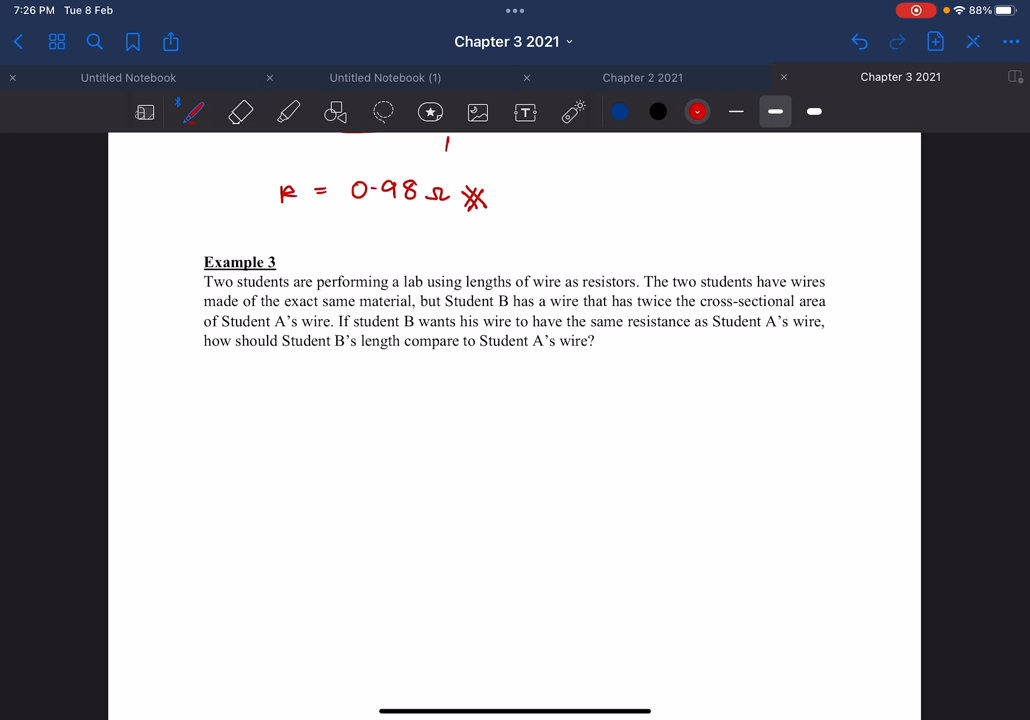 7:26 PM Tue 8 Feb
88%
Chapter 3 2021
Untitled Notebook
Untitled Notebook (1)
Chapter 2 2021
Chapter 3 2021
R = 0.98 Ω
Example 3
Two students are performing a lab using lengths of wire as resistors. The two students have wires
made of the exact same material, but Student B has a wire that has twice the cross-sectional area
of Student A's wire. If student B wants his wire to have the same resistance as Student A's wire,
how should Student B's length compare to Student A's wire?